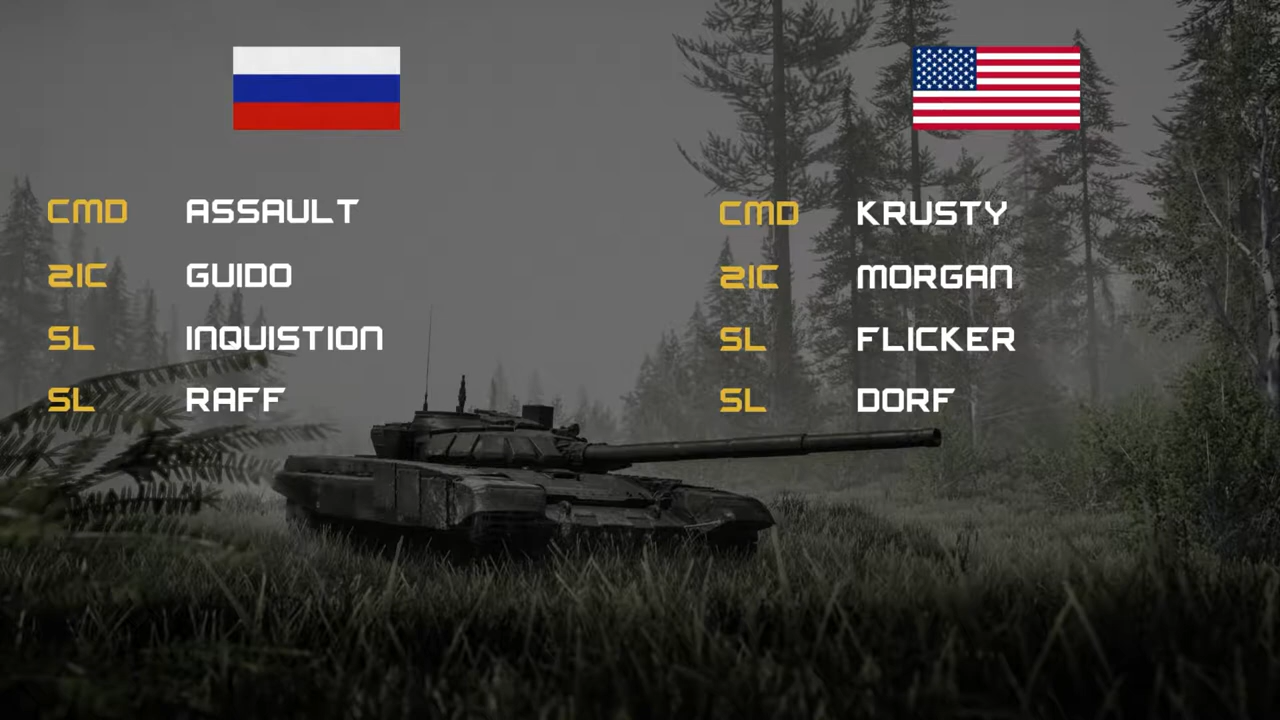 CMD ASSAULT
2IC GUIDO
SL INQUISTION
SL RAFF
CMD KRUSTY
2IC MORGAN
SL FLICKER
SL DORF